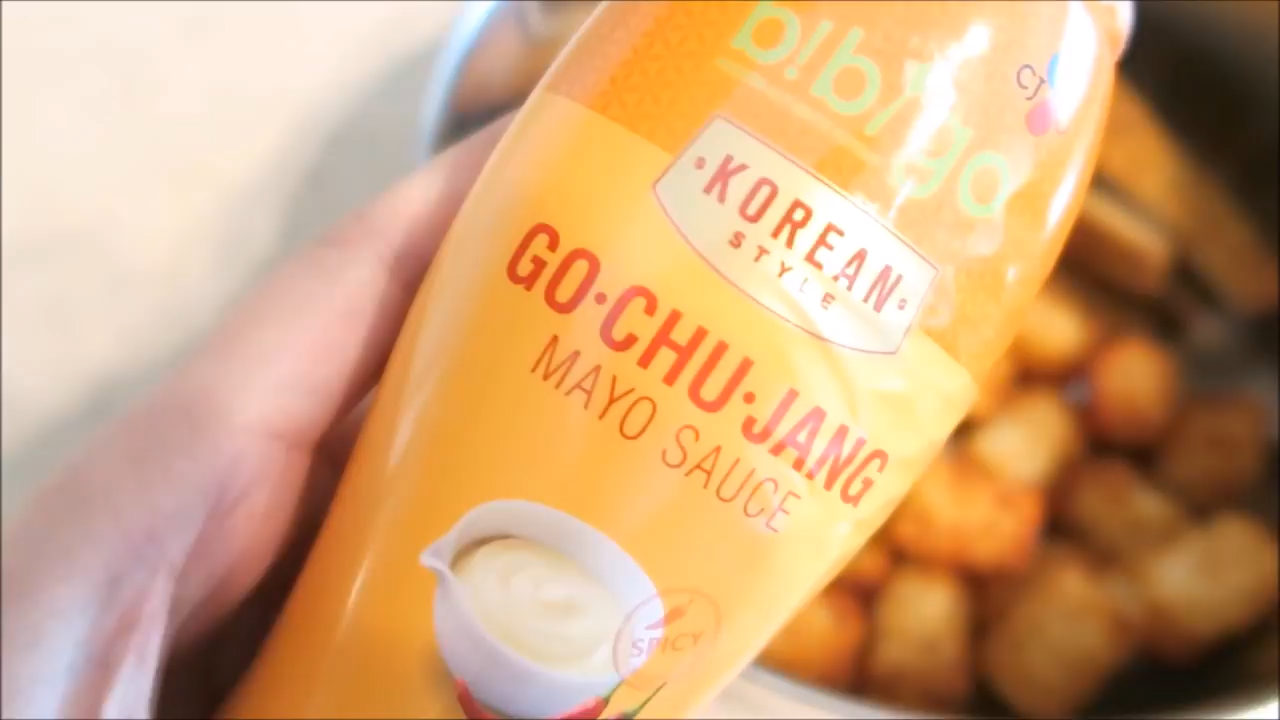 bibigo
CJ
KOREAN
STYLE
GO·CHU·JANG
MAYO SAUCE
SPICY